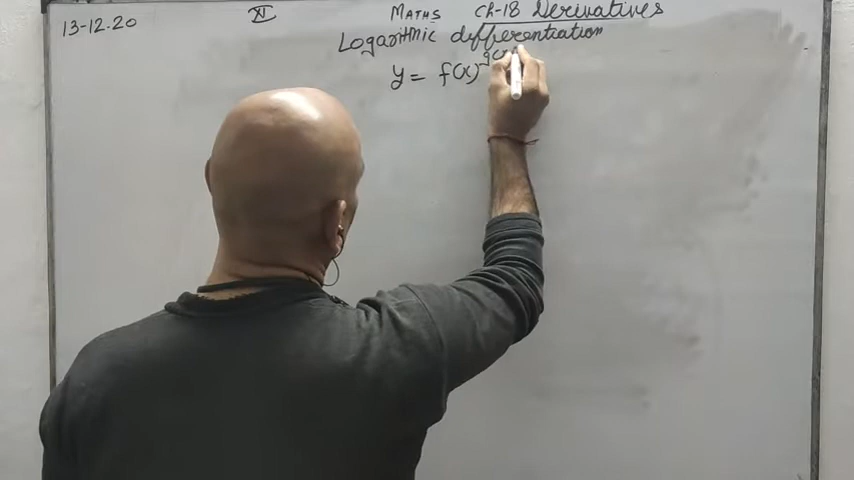 13-12.20 XI MATHS Ch-18 Derivatives
Logarithmic differentiation
y = f(x)